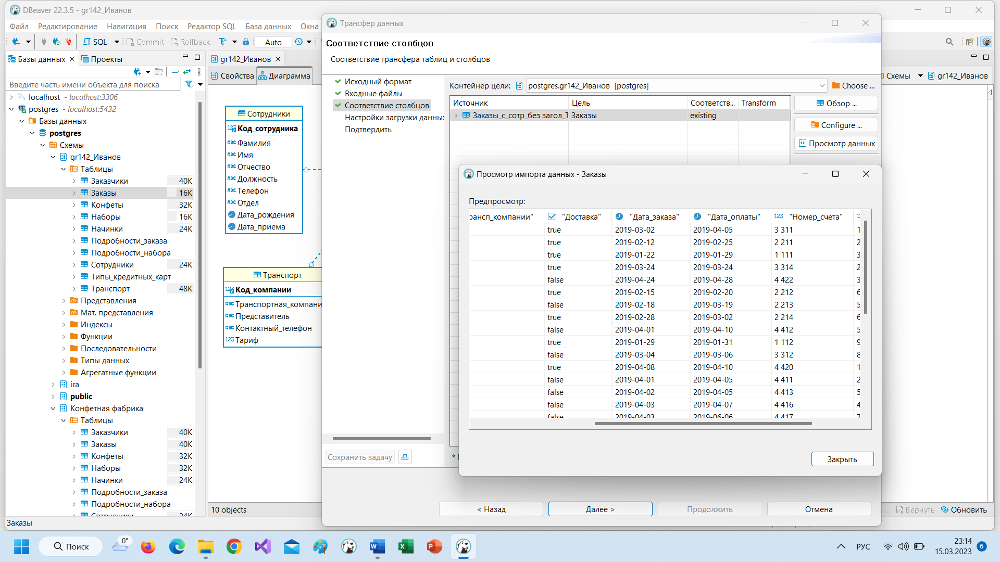 DBeaver 22.3.5 - gr142_Иванов
Файл Редактирование Навигация Поиск Редактор SQL База данных Окна
SQL Commit Rollback Auto
Базы данных Проекты
Введите часть имени объекта для поиска
localhost - localhost:3306
postgres - localhost:5432
Базы данных
postgres
Схемы
gr142_Иванов
Таблицы
Заказчики 40K
Заказы 16K
Конфеты 32K
Наборы 16K
Начинки 24K
Подробности_заказа
Подробности_набора
Сотрудники 24K
Типы_кредитных_карт
Транспорт 48K
Представления
Мат. представления
Индексы
Функции
Последовательности
Типы данных
Агрегатные функции
ira
public
Конфетная фабрика
Таблицы
Заказчики 40K
Заказы 40K
Конфеты 32K
Наборы 32K
Начинки 24K
Подробности_заказа
Подробности_набора
Сотрудники 24K
Заказы
gr142_Иванов
Свойства Диаграмма
Сотрудники
123 Код_сотрудника
ABC Фамилия
ABC Имя
ABC Отчество
ABC Должность
ABC Телефон
ABC Отдел
Дата_рождения
Дата_приема
Транспорт
123 Код_компании
ABC Транспортная_компани
ABC Представитель
ABC Контактный_телефон
123 Тариф
10 objects
Трансфер данных
Соответствие столбцов
Соответствие трансфера таблиц и столбцов
Исходный формат
Входные файлы
Соответствие столбцов
Настройки загрузки данны
Подтвердить
Сохранить задачу
Контейнер цели: postgres.gr142_Иванов [postgres] Choose ...
Источник Цель Соответств... Transform
Заказы_с_сотр_без загол_Т Заказы existing
Обзор ...
Configure ...
Просмотр данных
Просмотр импорта данных - Заказы
Предпросмотр:
рансп_компании" "Доставка" "Дата_заказа" "Дата_оплаты" 123 "Номер_счета"
true 2019-03-02 2019-04-05 3 311 1
true 2019-02-12 2019-02-25 2 211 2
true 2019-01-22 2019-01-29 1 111 3
true 2019-03-24 2019-03-24 3 314 2
false 2019-04-24 2019-04-28 4 422 3
true 2019-02-15 2019-02-20 2 212 6
false 2019-02-18 2019-03-19 2 213 5
true 2019-02-28 2019-03-02 2 214 6
false 2019-04-01 2019-04-10 4 412 5
true 2019-01-29 2019-01-31 1 112 9
false 2019-03-04 2019-03-06 3 312 8
true 2019-04-08 2019-04-10 4 420 1
false 2019-04-01 2019-04-05 4 411 2
false 2019-04-02 2019-04-05 4 413 5
false 2019-04-03 2019-04-07 4 416 4
false 2019-04-03 2019-06-06 4 417 7
Закрыть
< Назад Далее > Продолжить Отмена
Схемы gr142_Иванов
Вернуть Обновить
0°
Поиск
РУС
23:14
15.03.2023
6